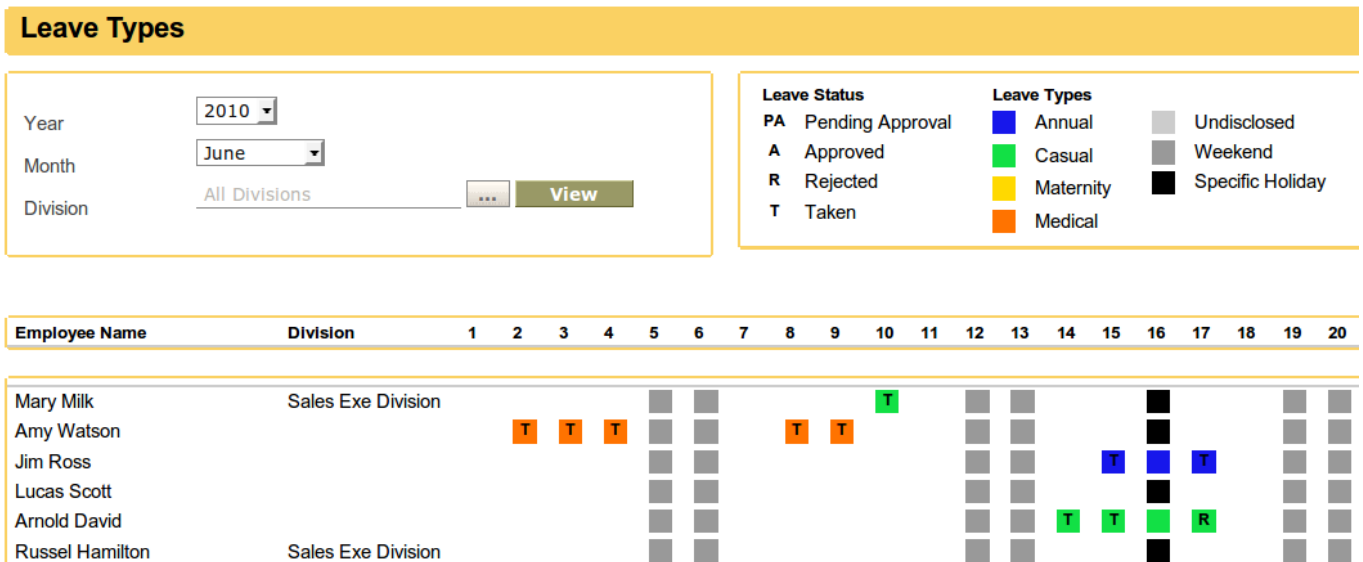 Leave Types
Year 2010
Month June
Division All Divisions ... View
Leave Status Leave Types
PA Pending Approval Annual Undisclosed
A Approved Casual Weekend
R Rejected Maternity Specific Holiday
T Taken Medical
Employee Name Division 1 2 3 4 5 6 7 8 9 10 11 12 13 14 15 16 17 18 19 20
Mary Milk Sales Exe Division T
Amy Watson T T T T T
Jim Ross T T
Lucas Scott
Arnold David T T R
Russel Hamilton Sales Exe Division